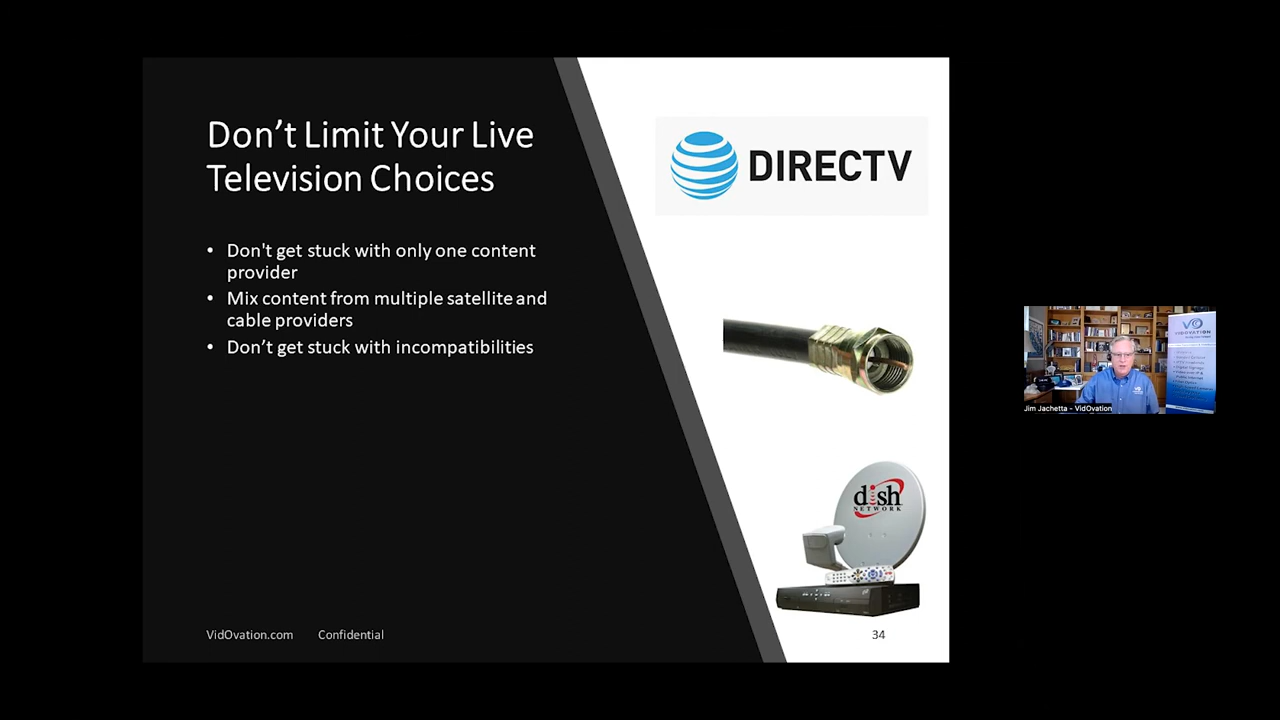 Don’t Limit Your Live
Television Choices
• Don't get stuck with only one content
provider
• Mix content from multiple satellite and
cable providers
• Don’t get stuck with incompatibilities
VidOvation.com Confidential
DIRECTV
dish
NETWORK
34
VIDOVATION
Jim Jachetta - VidOvation